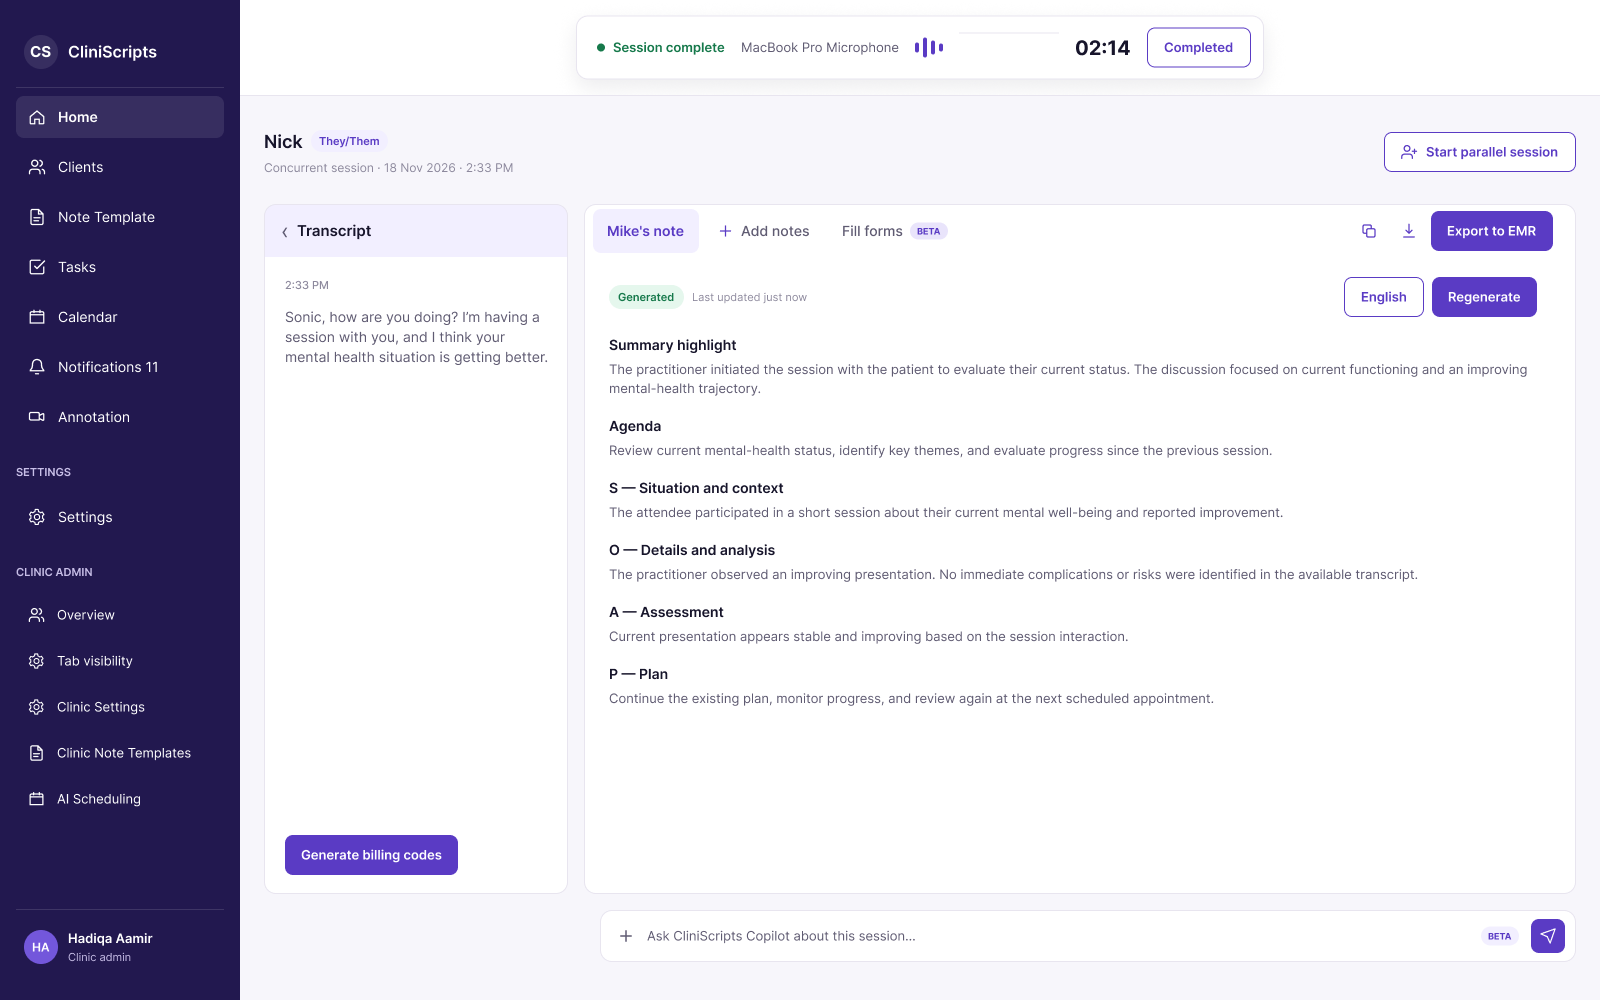 CS CliniScripts
Home
Clients
Note Template
Tasks
Calendar
Notifications 11
Annotation
SETTINGS
Settings
CLINIC ADMIN
Overview
Tab visibility
Clinic Settings
Clinic Note Templates
AI Scheduling
HA
Hadiqa Aamir
Clinic admin
Session complete MacBook Pro Microphone 02:14 Completed
Nick They/Them
Concurrent session · 18 Nov 2026 · 2:33 PM
Start parallel session
‹ Transcript
2:33 PM
Sonic, how are you doing? I'm having a
session with you, and I think your
mental health situation is getting better.
Generate billing codes
Mike's note Add notes Fill forms BETA Export to EMR
Generated Last updated just now English Regenerate
Summary highlight
The practitioner initiated the session with the patient to evaluate their current status. The discussion focused on current functioning and an improving
mental-health trajectory.
Agenda
Review current mental-health status, identify key themes, and evaluate progress since the previous session.
S — Situation and context
The attendee participated in a short session about their current mental well-being and reported improvement.
O — Details and analysis
The practitioner observed an improving presentation. No immediate complications or risks were identified in the available transcript.
A — Assessment
Current presentation appears stable and improving based on the session interaction.
P — Plan
Continue the existing plan, monitor progress, and review again at the next scheduled appointment.
Ask CliniScripts Copilot about this session... BETA